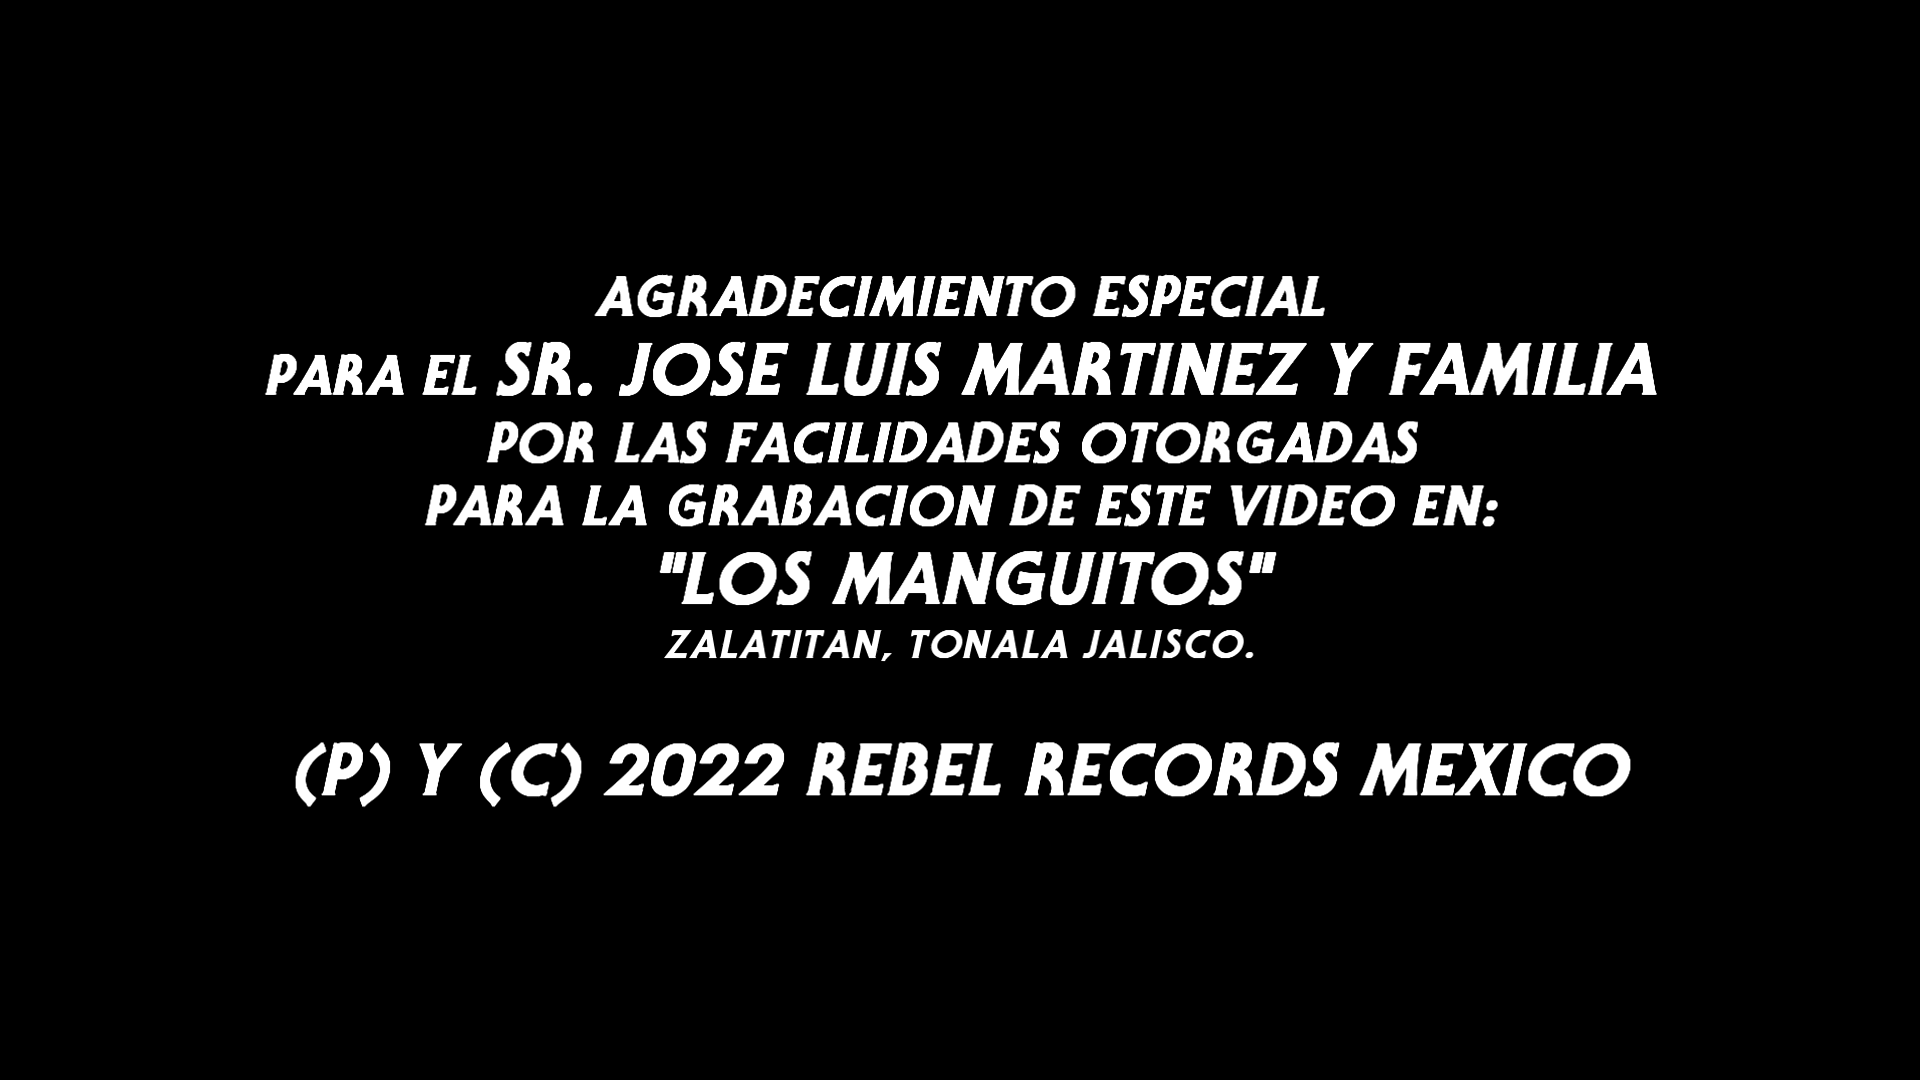 AGRADECIMIENTO ESPECIAL
PARA EL SR. JOSE LUIS MARTINEZ Y FAMILIA
POR LAS FACILIDADES OTORGADAS
PARA LA GRABACION DE ESTE VIDEO EN:
"LOS MANGUITOS"
ZALATITAN, TONALA JALISCO.
(P) Y (C) 2022 REBEL RECORDS MEXICO